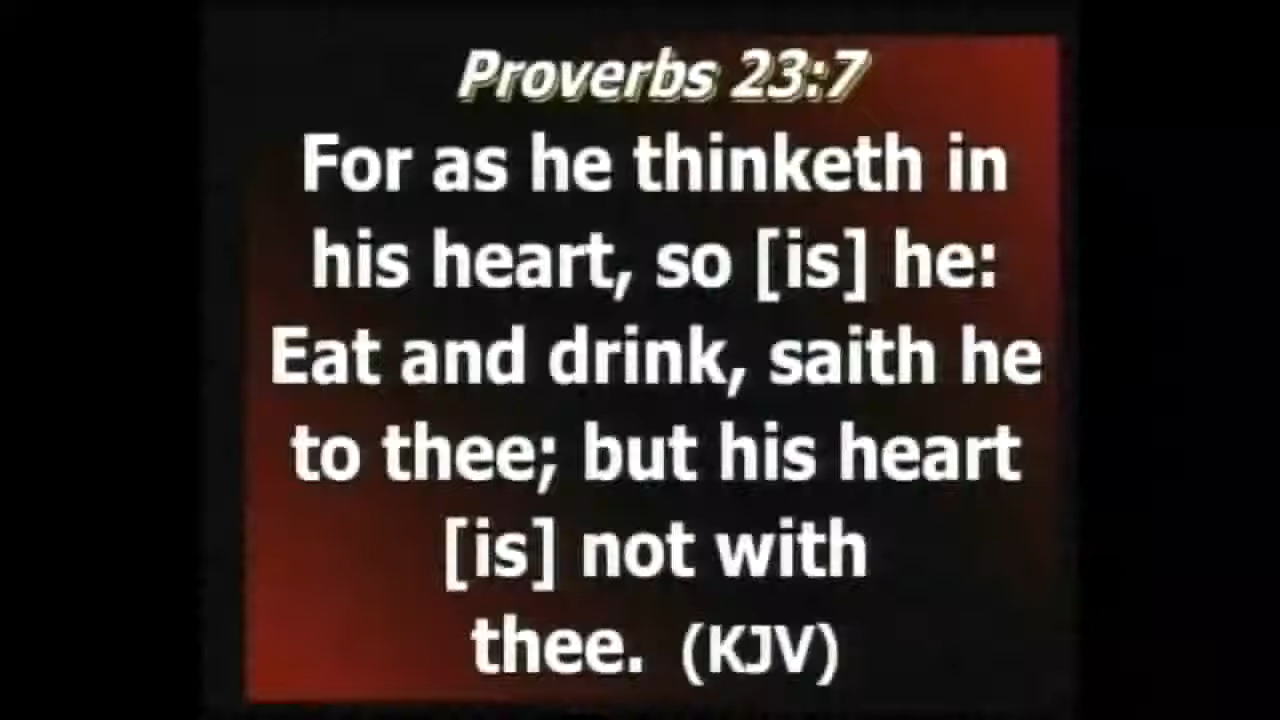 Proverbs 23:7
For as he thinketh in
his heart, so [is] he:
Eat and drink, saith he
to thee; but his heart
[is] not with
thee. (KJV)